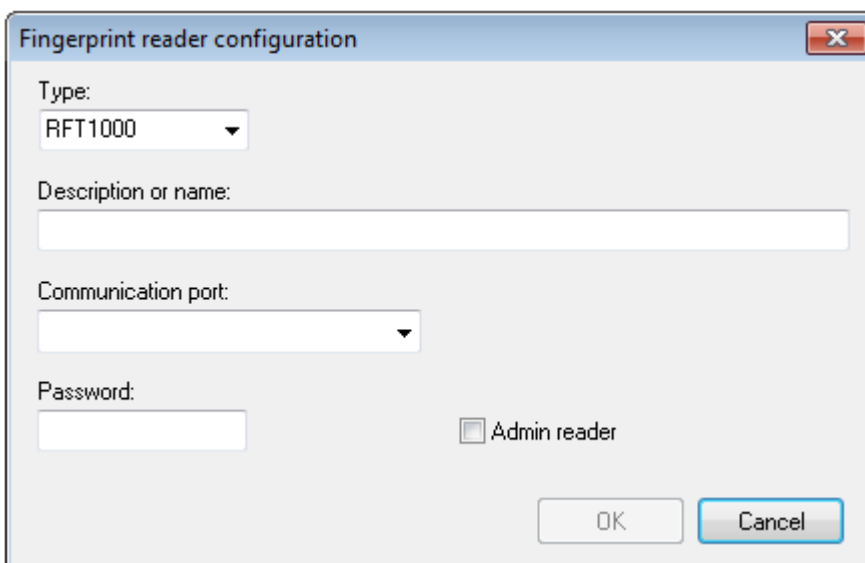 Fingerprint reader configuration
Type:
RFT1000
Description or name:
Communication port:
Password:
Admin reader
OK Cancel